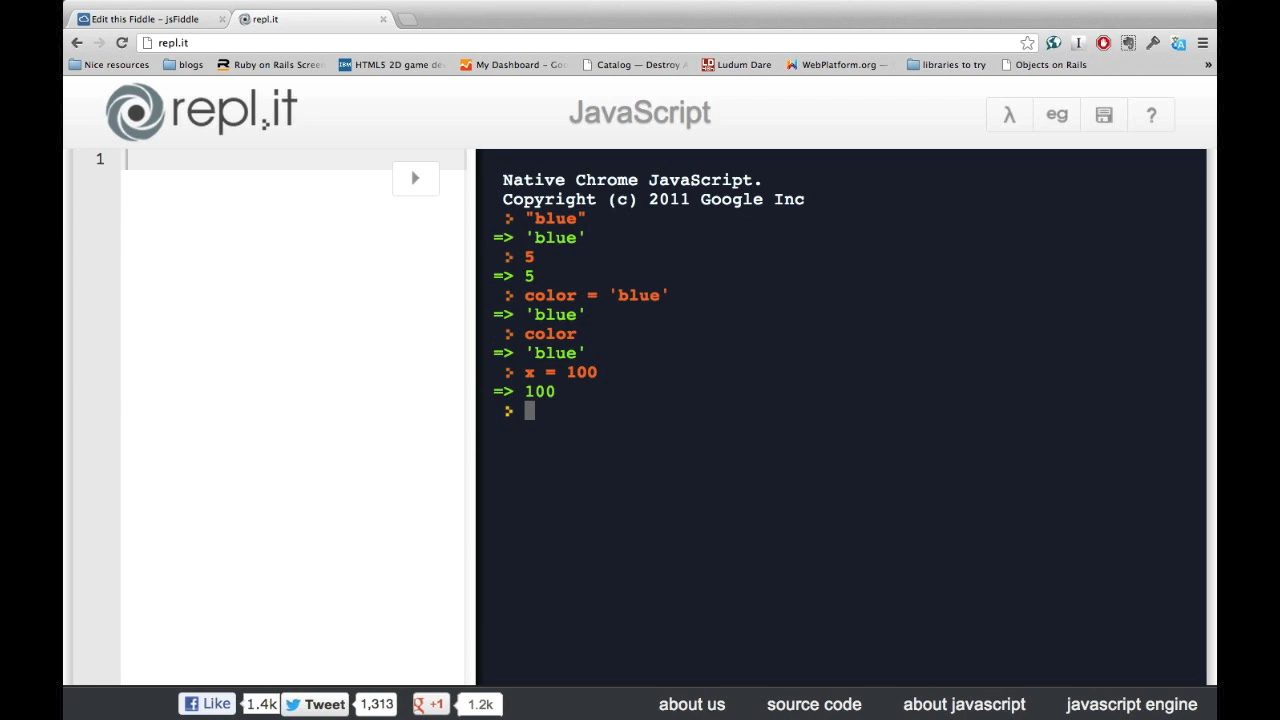 Edit this Fiddle - jsFiddle
repl.it
repl.it
Nice resources
blogs
Ruby on Rails Screen
HTML5 2D game de
My Dashboard - Go
Catalog — Destroy A
Ludum Dare
WebPlatform.org —
libraries to try
Objects on Rails
»
repl.it
JavaScript
λ
eg
?
1
Native Chrome JavaScript.
Copyright (c) 2011 Google Inc
"blue"
=> 'blue'
5
=> 5
color = 'blue'
=> 'blue'
color
=> 'blue'
x = 100
=> 100
Like
1.4k
Tweet
1,313
+1
1.2k
about us
source code
about javascript
javascript engine